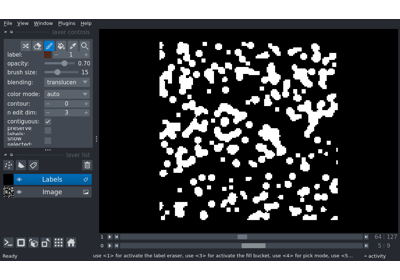 File View Window Plugins Help
layer controls
label: 1
opacity: 0.70
brush size: 15
blending: translucen
color mode: auto
contour: 0
n edit dim: 3
contiguous:
preserve
labels:
show
selected:
layer list
Labels
Image
1 64 127
0 5 9
Ready use <1> for activate the label eraser, use <3> for activate the fill bucket, use <4> for pick mode, use <5... activity